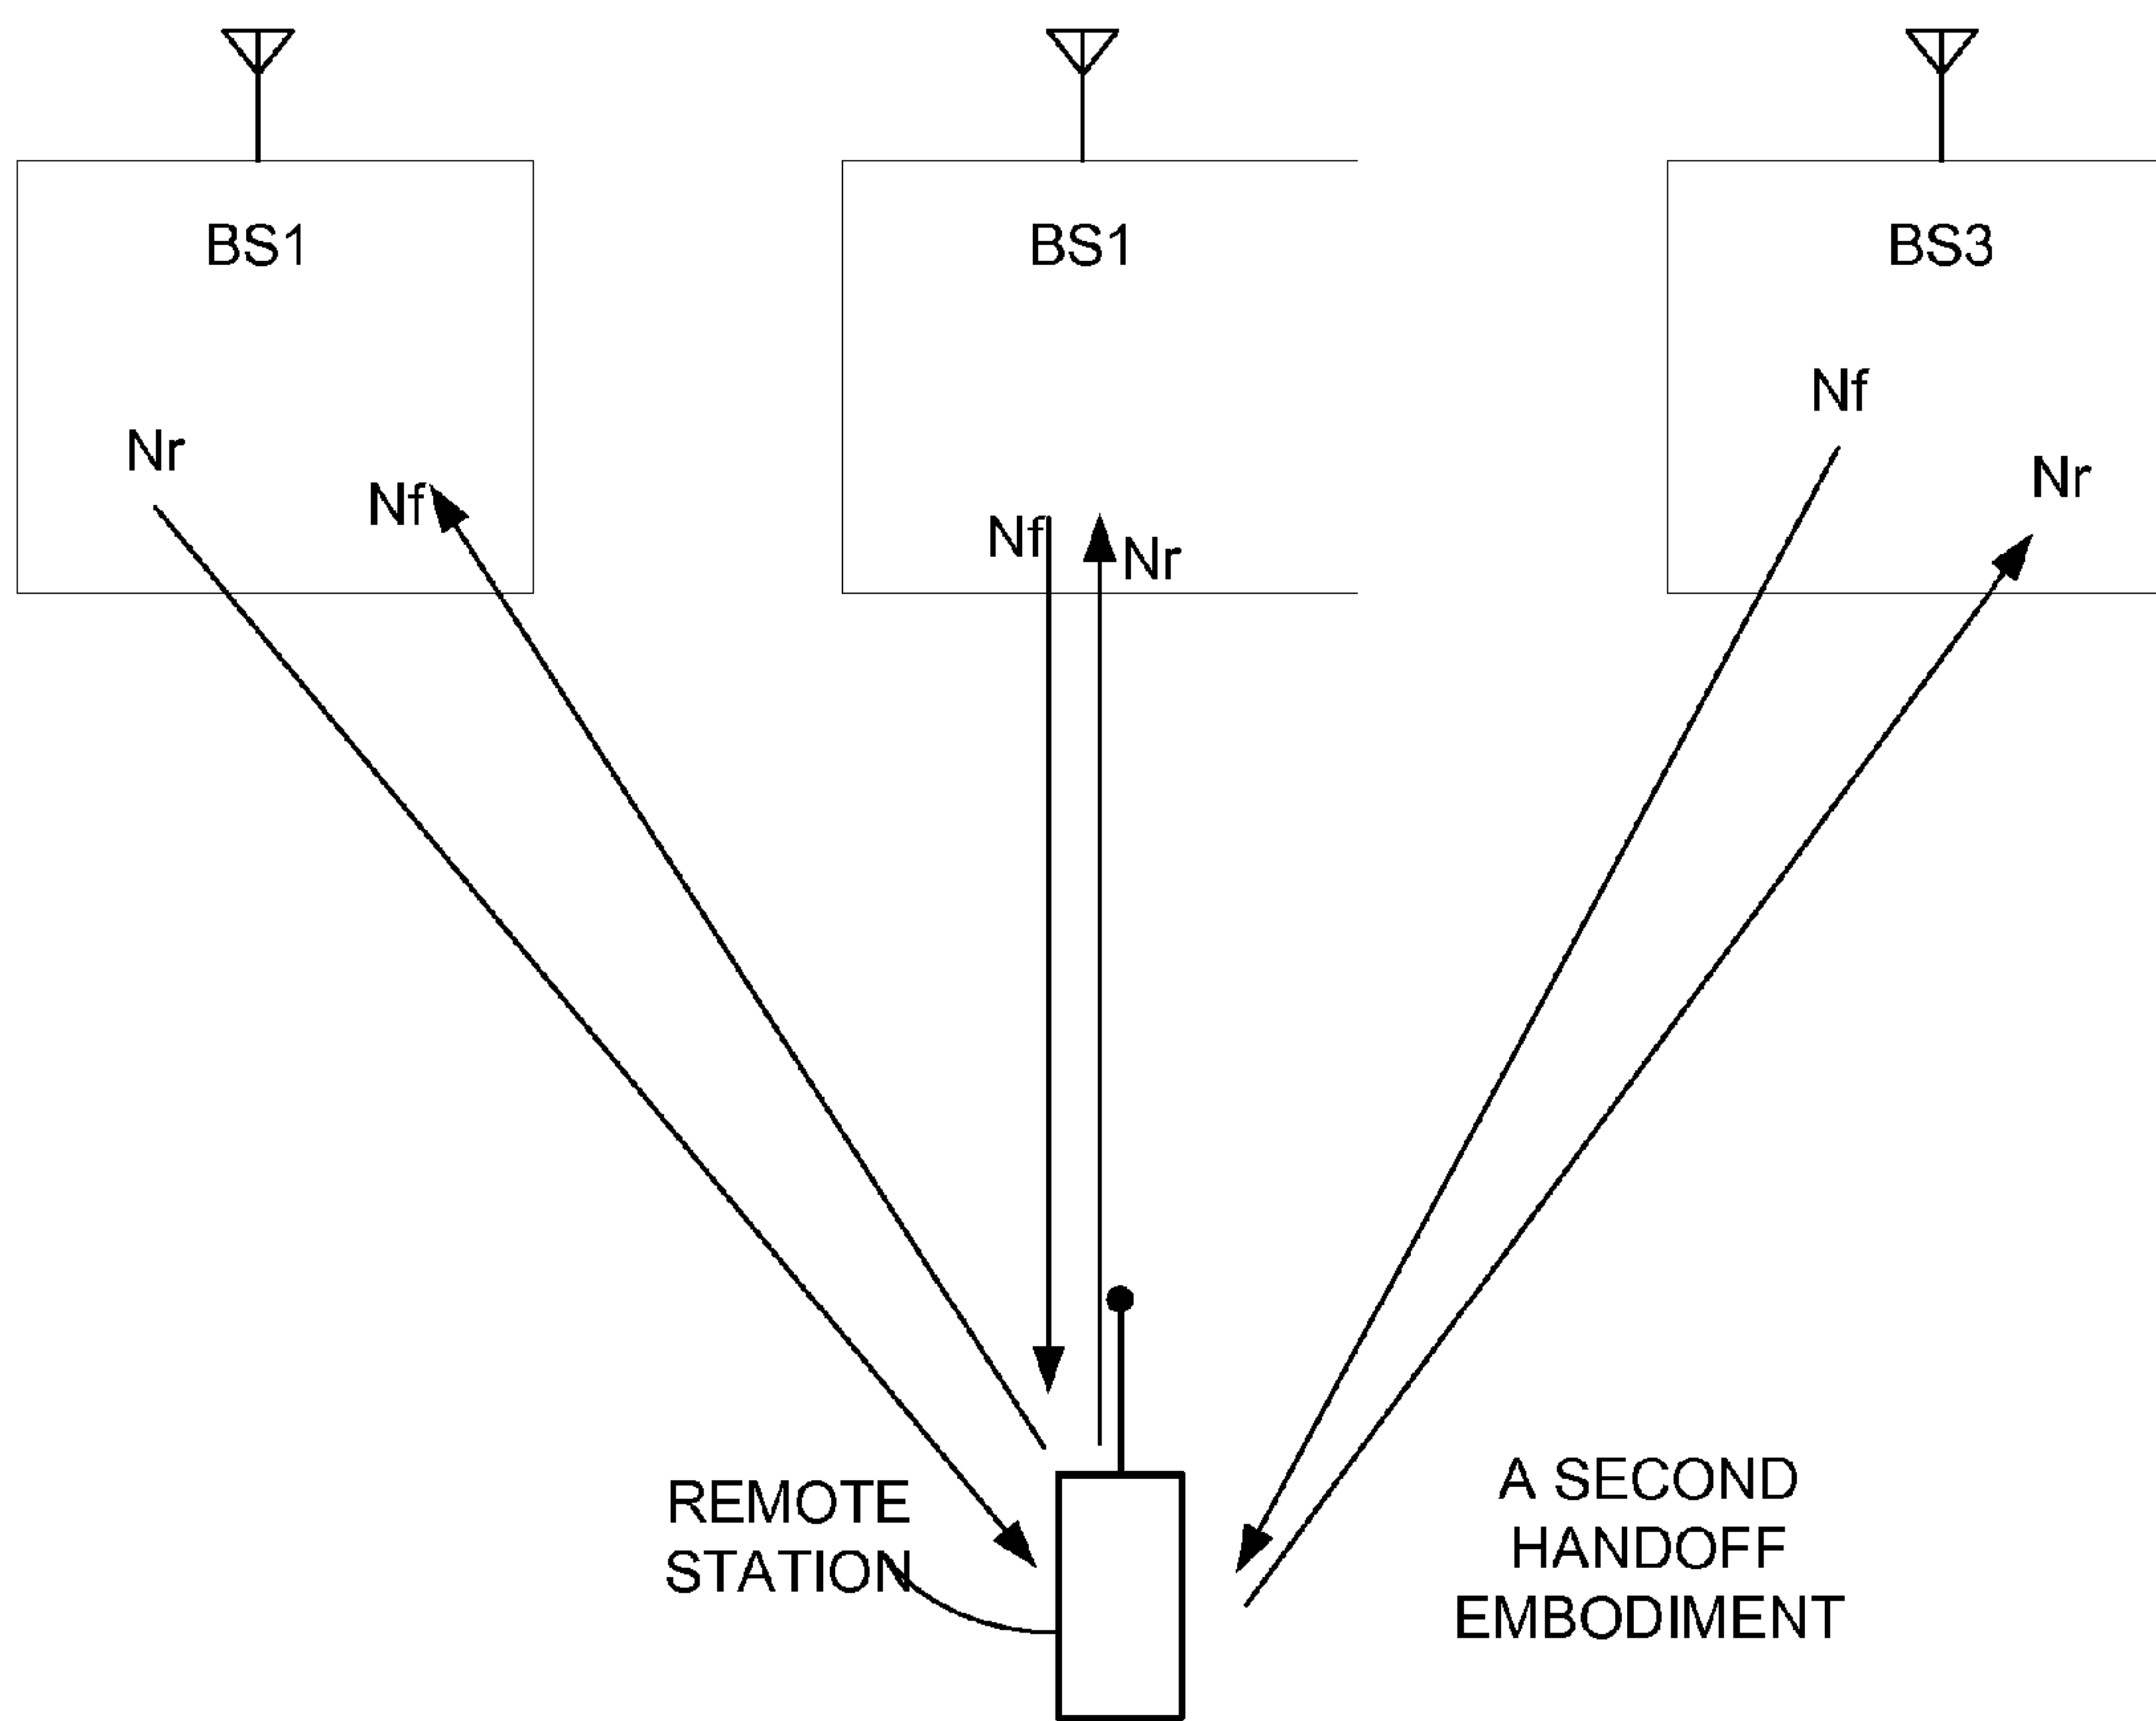 BS1
BS1
BS3
Nr
Nf
Nf
Nr
Nf
Nr
REMOTE
STATION
A SECOND
HANDOFF
EMBODIMENT